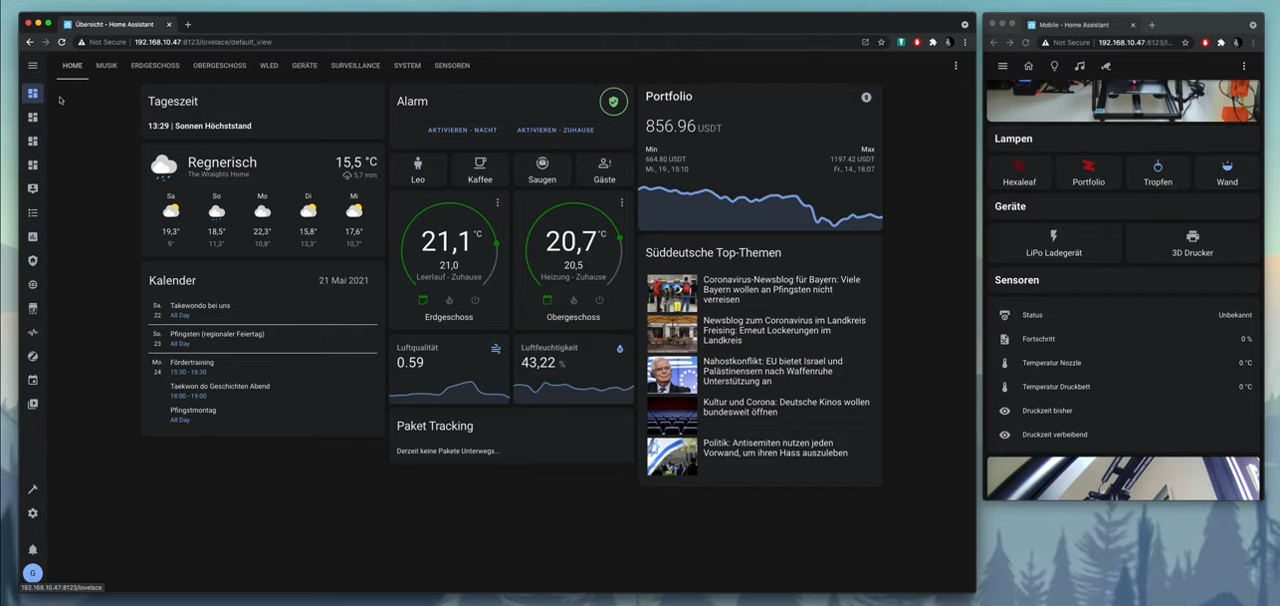 Übersicht - Home Assistant
Not Secure | 192.168.10.47:8123/lovelace/default_view
HOME MUSIK ERDGESCHOSS OBERGESCHOSS WLED GERÄTE SURVEILLANCE SYSTEM SENSOREN
Tageszeit
13:29 | Sonnen Höchststand
Regnerisch
The Wraights Home
15,5 °C
5,7 mm
Sa So Mo Di Mi
19,3° 18,5° 22,3° 15,8° 17,6°
9° 11,3° 10,8° 13,3° 10,7°
Kalender
21 Mai 2021
Sa. 22
Takewondo bei uns
All Day
So. 23
Pfingsten (regionaler Feiertag)
All Day
Mo. 24
Fördertraining
15:30 - 16:30
Taekwon do Geschichten Abend
18:00 - 19:00
Pfingstmontag
All Day
Alarm
AKTIVIEREN - NACHT AKTIVIEREN - ZUHAUSE
Leo Kaffee Saugen Gäste
21,1 °C
21,0
Leerlauf - Zuhause
Erdgeschoss
20,7 °C
20,5
Heizung - Zuhause
Obergeschoss
Luftqualität
0.59
Luftfeuchtigkeit
43,22 %
Paket Tracking
Derzeit keine Pakete Unterwegs...
Portfolio
856.96 USDT
Min
664.80 USDT
Mi., 19., 15:10
Max
1197.42 USDT
Fr., 14., 18:07
Süddeutsche Top-Themen
Coronavirus-Newsblog für Bayern: Viele
Bayern wollen an Pfingsten nicht
verreisen
Newsblog zum Coronavirus im Landkreis
Freising: Erneut Lockerungen im
Landkreis
Nahostkonflikt: EU bietet Israel und
Palästinensern nach Waffenruhe
Unterstützung an
Kultur und Corona: Deutsche Kinos wollen
bundesweit öffnen
Politik: Antisemiten nutzen jeden
Vorwand, um ihren Hass auszuleben
G
192.168.10.47:8123/lovelace
Mobile - Home Assistant
Not Secure | 192.168.10.47:8123/l...
Lampen
Hexaleaf Portfolio Tropfen Wand
Geräte
LiPo Ladegerät 3D Drucker
Sensoren
Status Unbekannt
Fortschritt 0 %
Temperatur Nozzle 0 °C
Temperatur Druckbett 0 °C
Druckzeit bisher
Druckzeit verbeibend